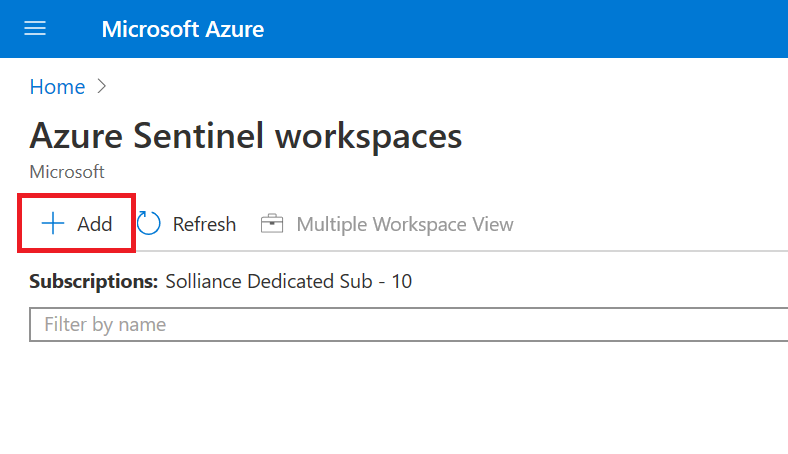 Microsoft Azure
Home
Azure Sentinel workspaces
Microsoft
Add Refresh Multiple Workspace View
Subscriptions: Solliance Dedicated Sub - 10
Filter by name